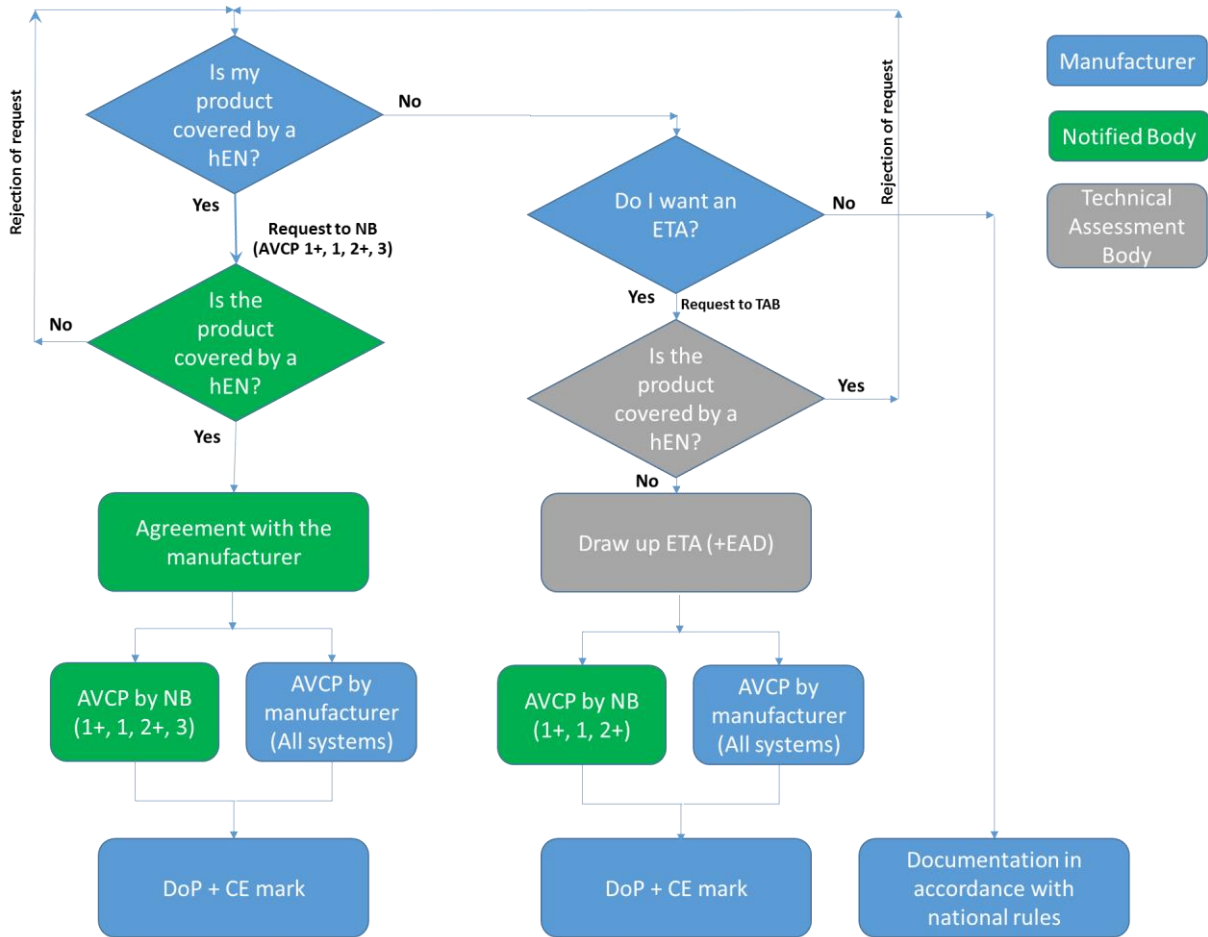 Rejection of request
Is my
product
covered by a
hEN?
No
Yes
Request to NB
(AVCP 1+, 1, 2+, 3)
Is the
product
covered by a
hEN?
No
Yes
Agreement with the
manufacturer
AVCP by NB
(1+, 1, 2+, 3)
AVCP by
manufacturer
(All systems)
DoP + CE mark
Do I want an
ETA?
No
Yes
Request to TAB
Is the
product
covered by a
hEN?
Yes
Rejection of request
No
Draw up ETA (+EAD)
AVCP by NB
(1+, 1, 2+)
AVCP by
manufacturer
(All systems)
DoP + CE mark
Documentation in
accordance with
national rules
Manufacturer
Notified Body
Technical
Assessment
Body